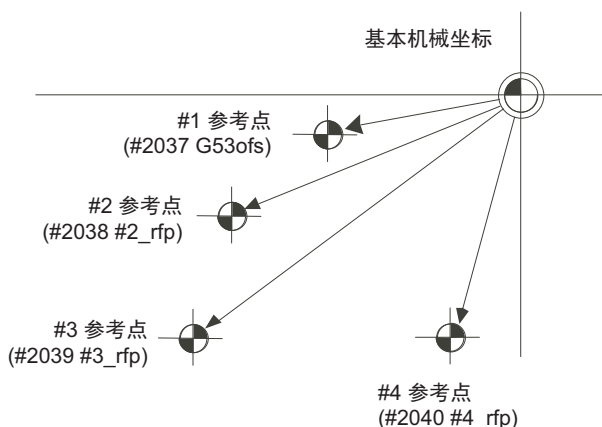 基本机械坐标
#1 参考点
(#2037 G53ofs)
#2 参考点
(#2038 #2_rfp)
#3 参考点
(#2039 #3_rfp)
#4 参考点
(#2040 #4_rfp)